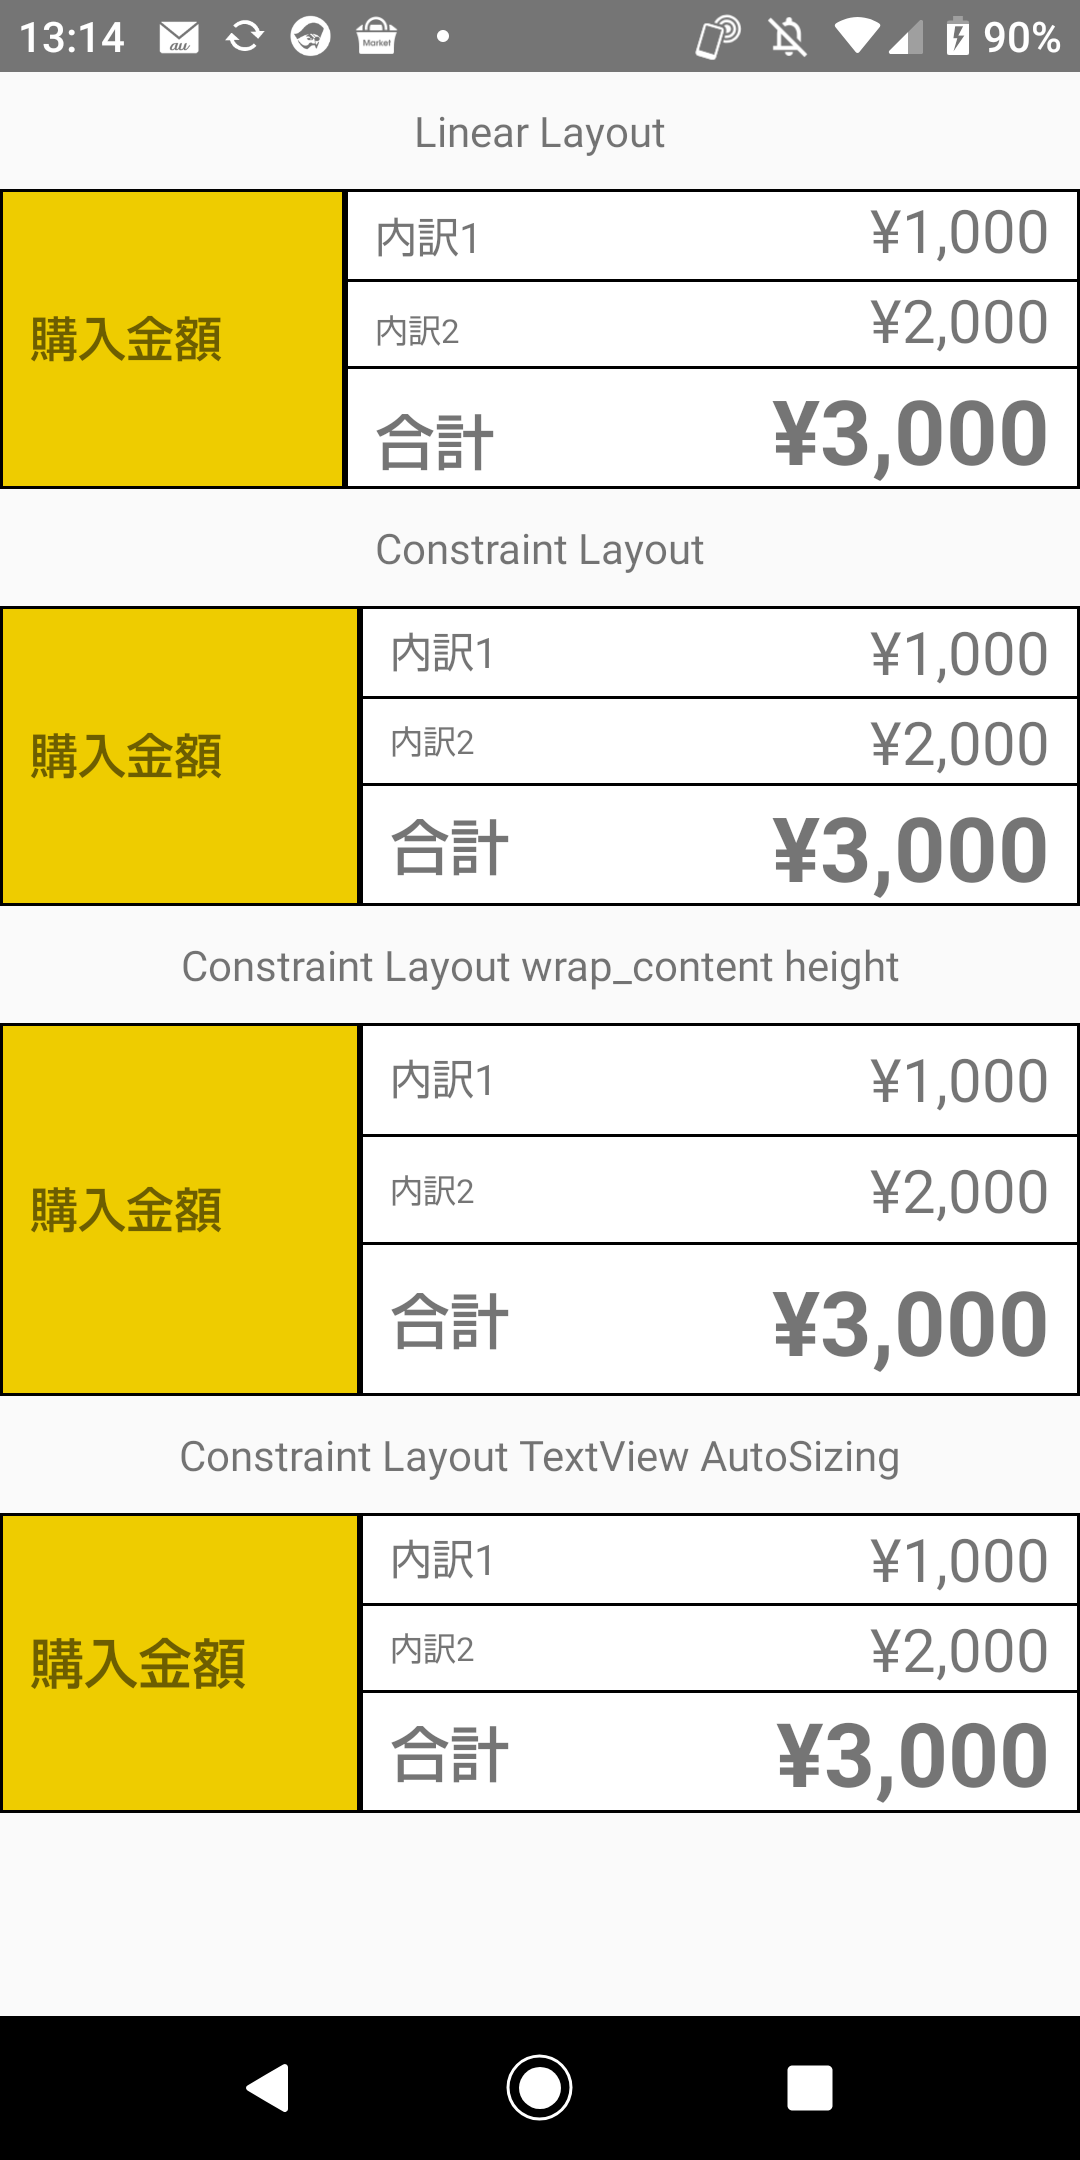 13:14 au Market 90%
Linear Layout
購入金額
内訳1 ¥1,000
内訳2 ¥2,000
合計 ¥3,000
Constraint Layout
購入金額
内訳1 ¥1,000
内訳2 ¥2,000
合計 ¥3,000
Constraint Layout wrap_content height
購入金額
内訳1 ¥1,000
内訳2 ¥2,000
合計 ¥3,000
Constraint Layout TextView AutoSizing
購入金額
内訳1 ¥1,000
内訳2 ¥2,000
合計 ¥3,000